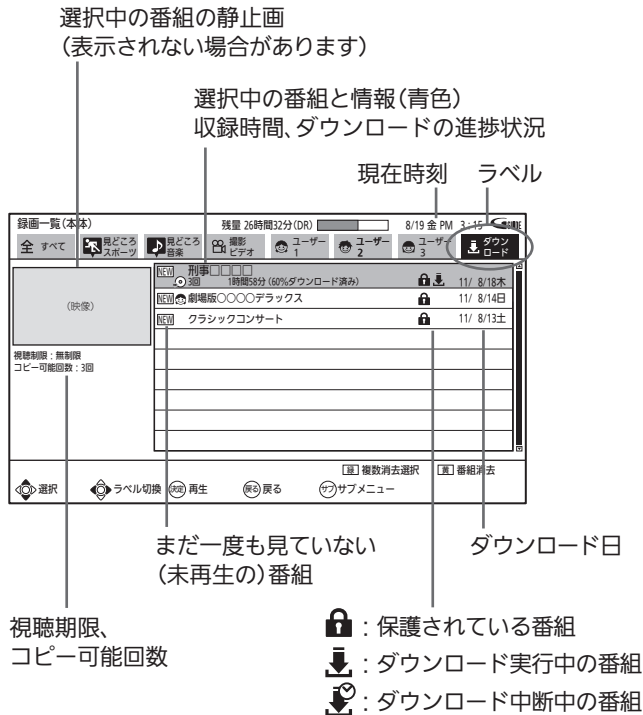 選択中の番組の静止画
(表示されない場合があります)
選択中の番組と情報(青色)
収録時間、ダウンロードの進捗状況
現在時刻 ラベル
録画一覧(本体) 残量 26時間32分(DR) 8/19 金 PM 3:15
全 すべて 見どころ スポーツ 見どころ 音楽 撮影 ビデオ ユーザー 1 ユーザー 2 ユーザー 3 ダウン ロード
(映像)
視聴制限:無制限
コピー可能回数:3回
NEW 刑事□□□□
3回 1時間58分(60%ダウンロード済み) 11/ 8/18木
NEW 劇場版○○○○デラックス 11/ 8/14日
NEW クラシックコンサート 11/ 8/13土
緑 複数消去選択 黄 番組消去
選択 ラベル切換 決定 再生 戻る 戻る サブ サブメニュー
まだ一度も見ていない
(未再生の)番組
ダウンロード日
視聴期限、
コピー可能回数
:保護されている番組
:ダウンロード実行中の番組
:ダウンロード中断中の番組